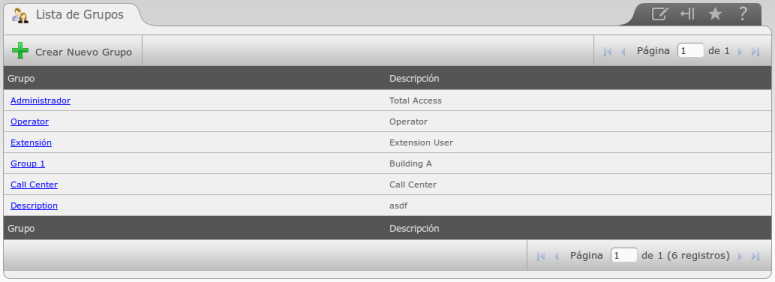 Lista de Grupos
?
Crear Nuevo Grupo
Página 1 de 1
Grupo Descripción
Administrador Total Access
Operator Operator
Extensión Extension User
Group 1 Building A
Call Center Call Center
Description asdf
Grupo Descripción
Página 1 de 1 (6 registros)